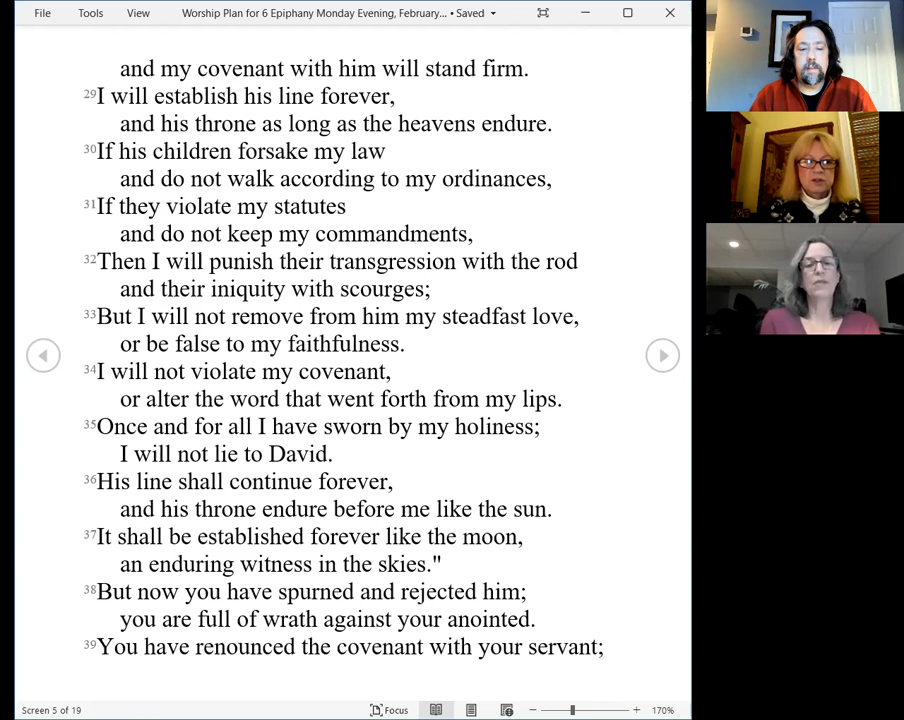 File Tools View Worship Plan for 6 Epiphany Monday Evening, February... • Saved
and my covenant with him will stand firm.
29I will establish his line forever,
and his throne as long as the heavens endure.
30If his children forsake my law
and do not walk according to my ordinances,
31If they violate my statutes
and do not keep my commandments,
32Then I will punish their transgression with the rod
and their iniquity with scourges;
33But I will not remove from him my steadfast love,
or be false to my faithfulness.
34I will not violate my covenant,
or alter the word that went forth from my lips.
35Once and for all I have sworn by my holiness;
I will not lie to David.
36His line shall continue forever,
and his throne endure before me like the sun.
37It shall be established forever like the moon,
an enduring witness in the skies."
38But now you have spurned and rejected him;
you are full of wrath against your anointed.
39You have renounced the covenant with your servant;
Screen 5 of 19 Focus 170%